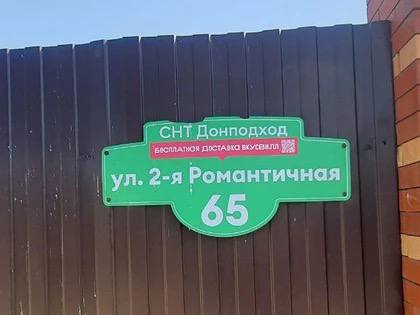 СНТ Донподход
БЕСПЛАТНАЯ ДОСТАВКА ВКУСВИЛЛ
ул. 2-я Романтичная
65